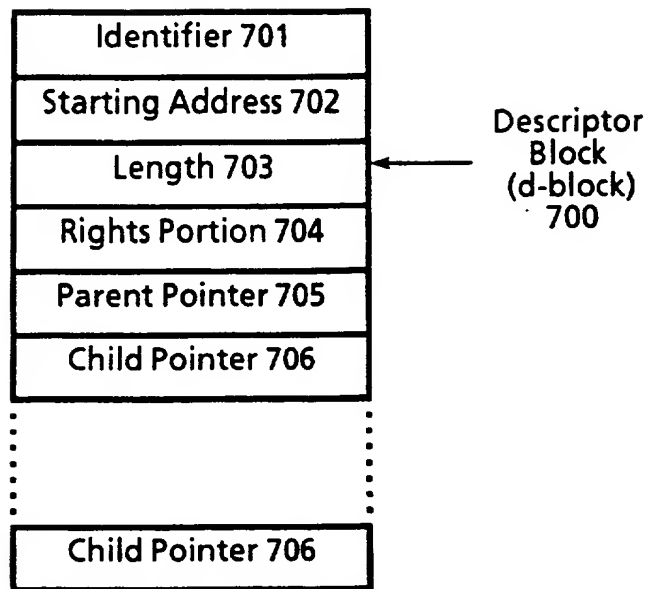 Identifier 701
Starting Address 702
Length 703
Rights Portion 704
Parent Pointer 705
Child Pointer 706
Child Pointer 706
Descriptor
Block
(d-block)
700